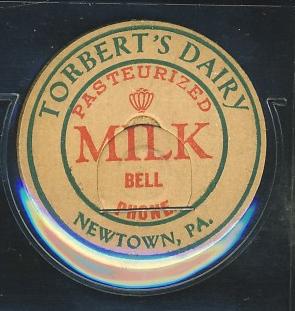 TORBERT'S DAIRY
PASTEURIZED
MILK
BELL
PHONE
NEWTOWN, PA.